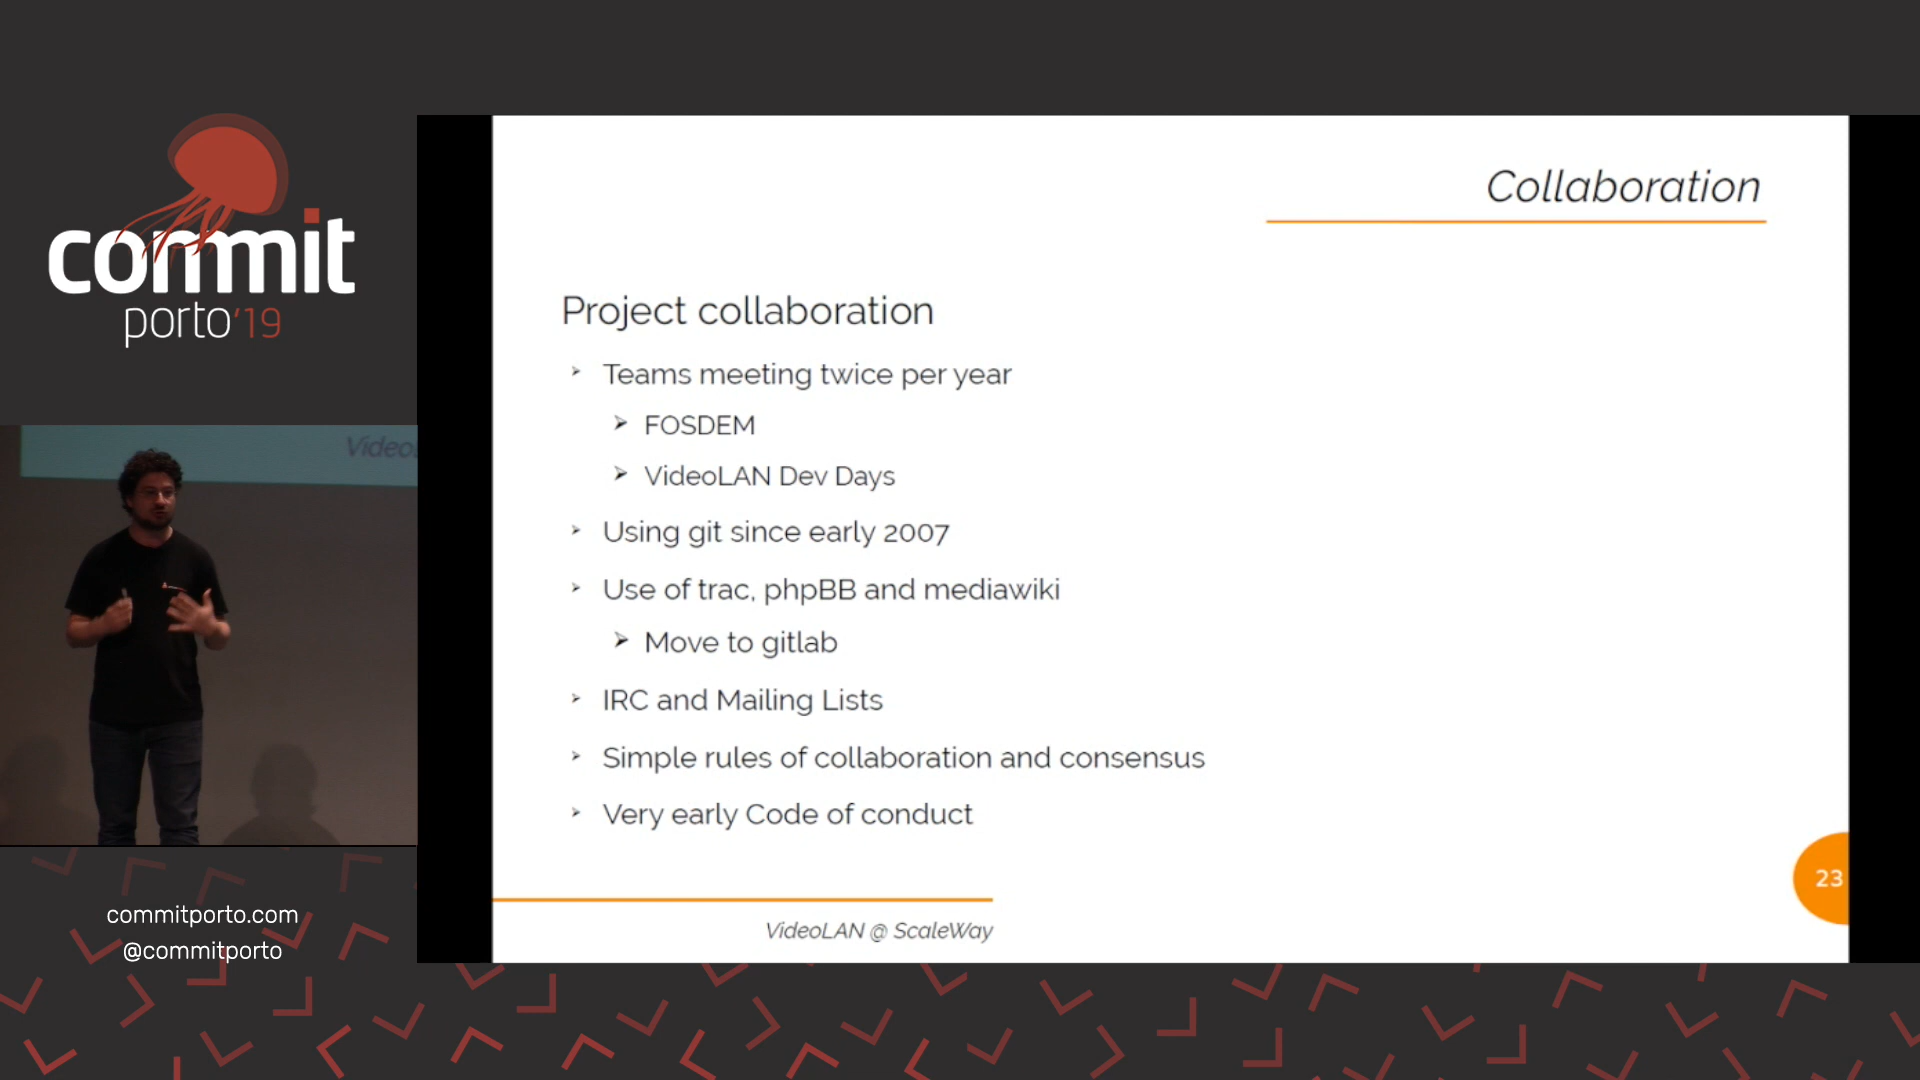 commit
porto'19
Collaboration
Project collaboration
Teams meeting twice per year
FOSDEM
VideoLAN Dev Days
Using git since early 2007
Use of trac, phpBB and mediawiki
Move to gitlab
IRC and Mailing Lists
Simple rules of collaboration and consensus
Very early Code of conduct
23
VideoLAN @ ScaleWay
commitporto.com
@commitporto